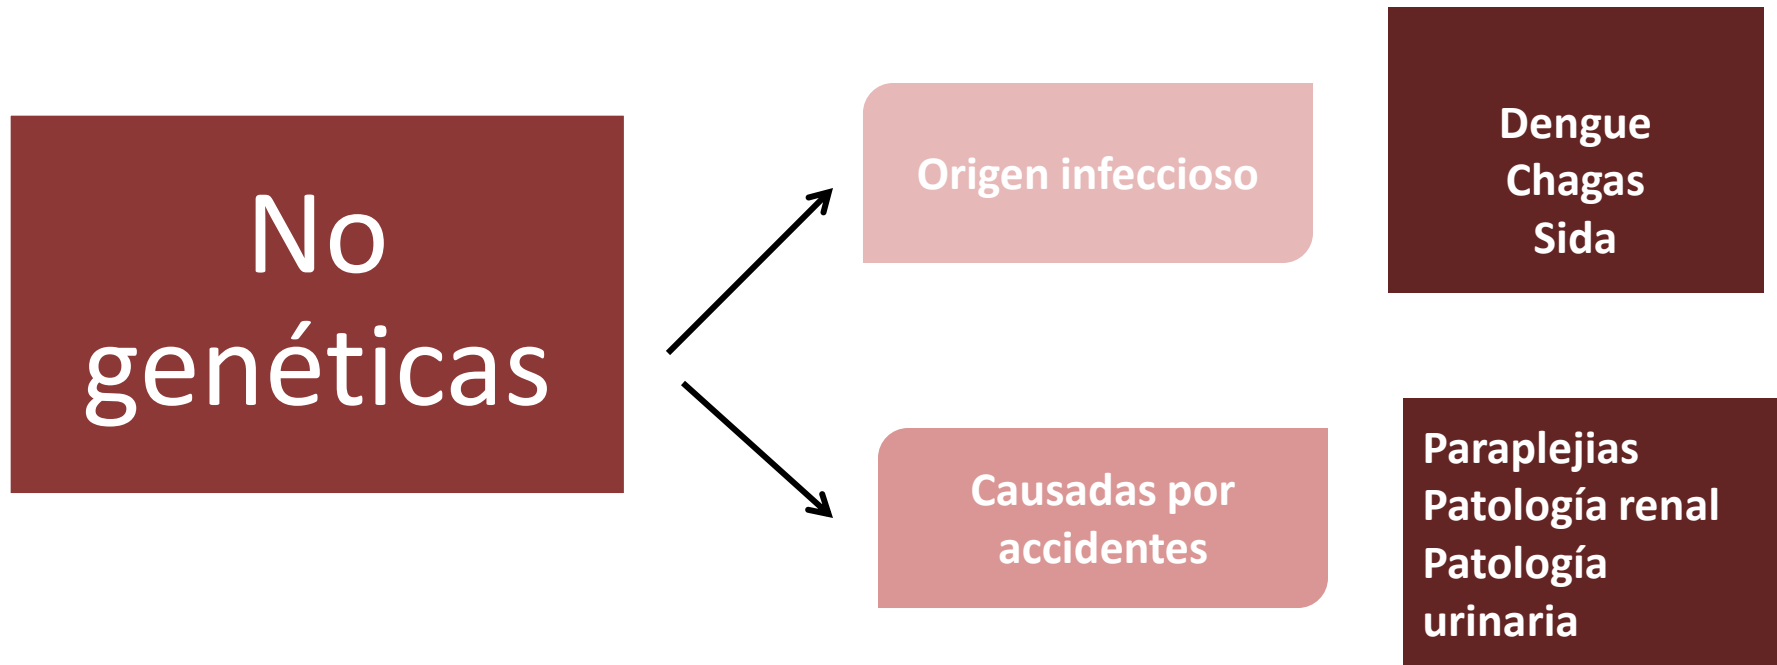 No
genéticas
Origen infeccioso
Dengue
Chagas
Sida
Causadas por
accidentes
Paraplejias
Patología renal
Patología
urinaria